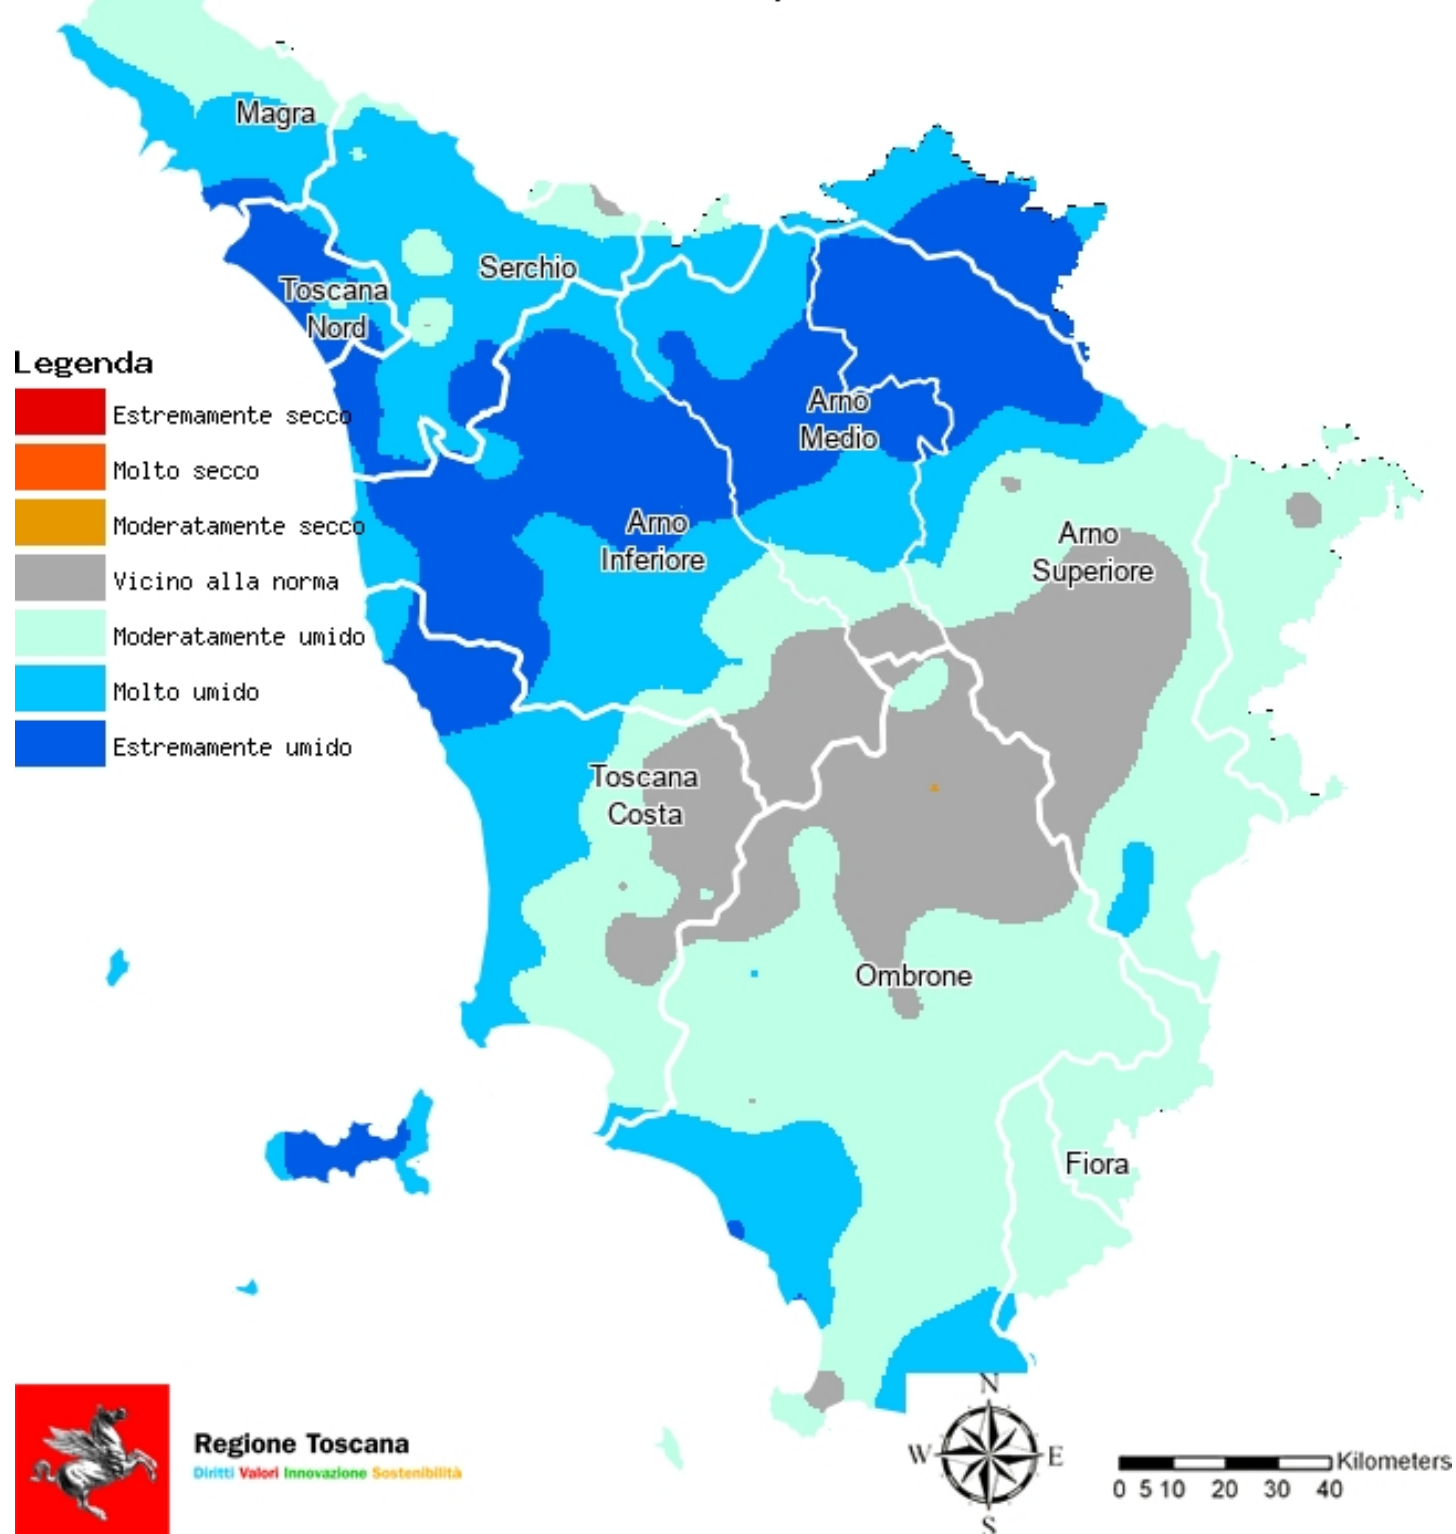 Magra
Serchio
Toscana
Nord
Legenda
Estremamente secco
Molto secco
Moderatamente secco
Vicino alla norma
Moderatamente umido
Molto umido
Estremamente umido
Arno
Medio
Arno
Inferiore
Arno
Superiore
Toscana
Costa
Ombrone
Fiora
Regione Toscana
Diritti Valori Innovazione Sostenibilità
N
W E
S
Kilometers
0 5 10 20 30 40